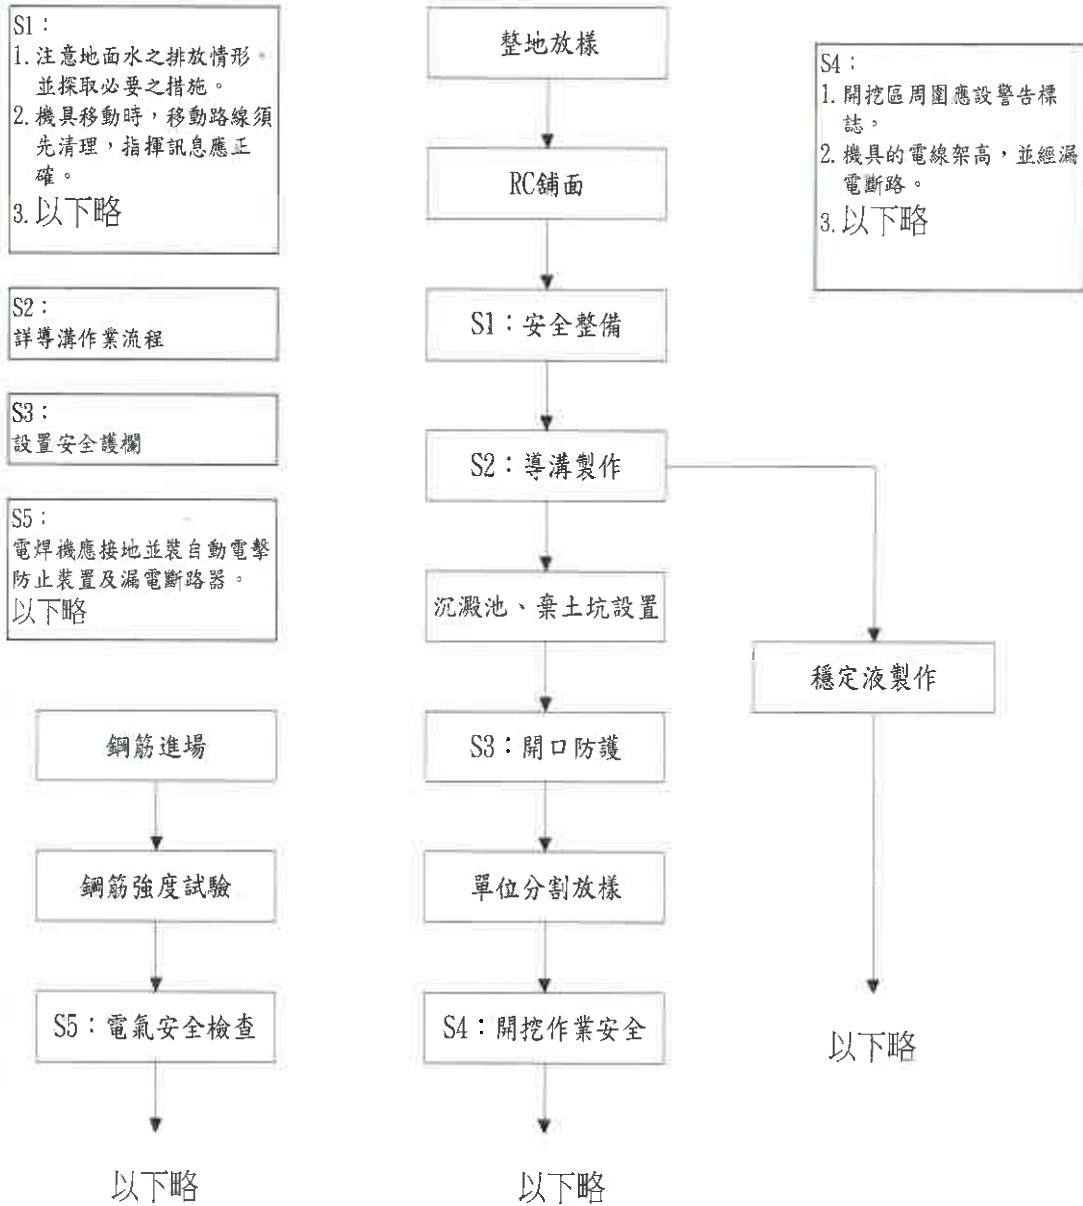 S1：
1. 注意地面水之排放情形
並探取必要之措施。
2. 機具移動時，移動路線須
先清理，指揮訊息應正
確。
3. 以下略
S2：
詳導溝作業流程
S3：
設置安全護欄
S5：
電焊機應接地並裝自動電擊
防止裝置及漏電斷路器。
以下略
鋼筋進場
鋼筋強度試驗
S5：電氣安全檢查
以下略
整地放樣
RC舖面
S1：安全整備
S2：導溝製作
沉澱池、棄土坑設置
S3：開口防護
單位分割放樣
S4：開挖作業安全
以下略
S4：
1. 開挖區周圍應設警告標
誌。
2. 機具的電線架高，並經漏
電斷路。
3. 以下略
穩定液製作
以下略